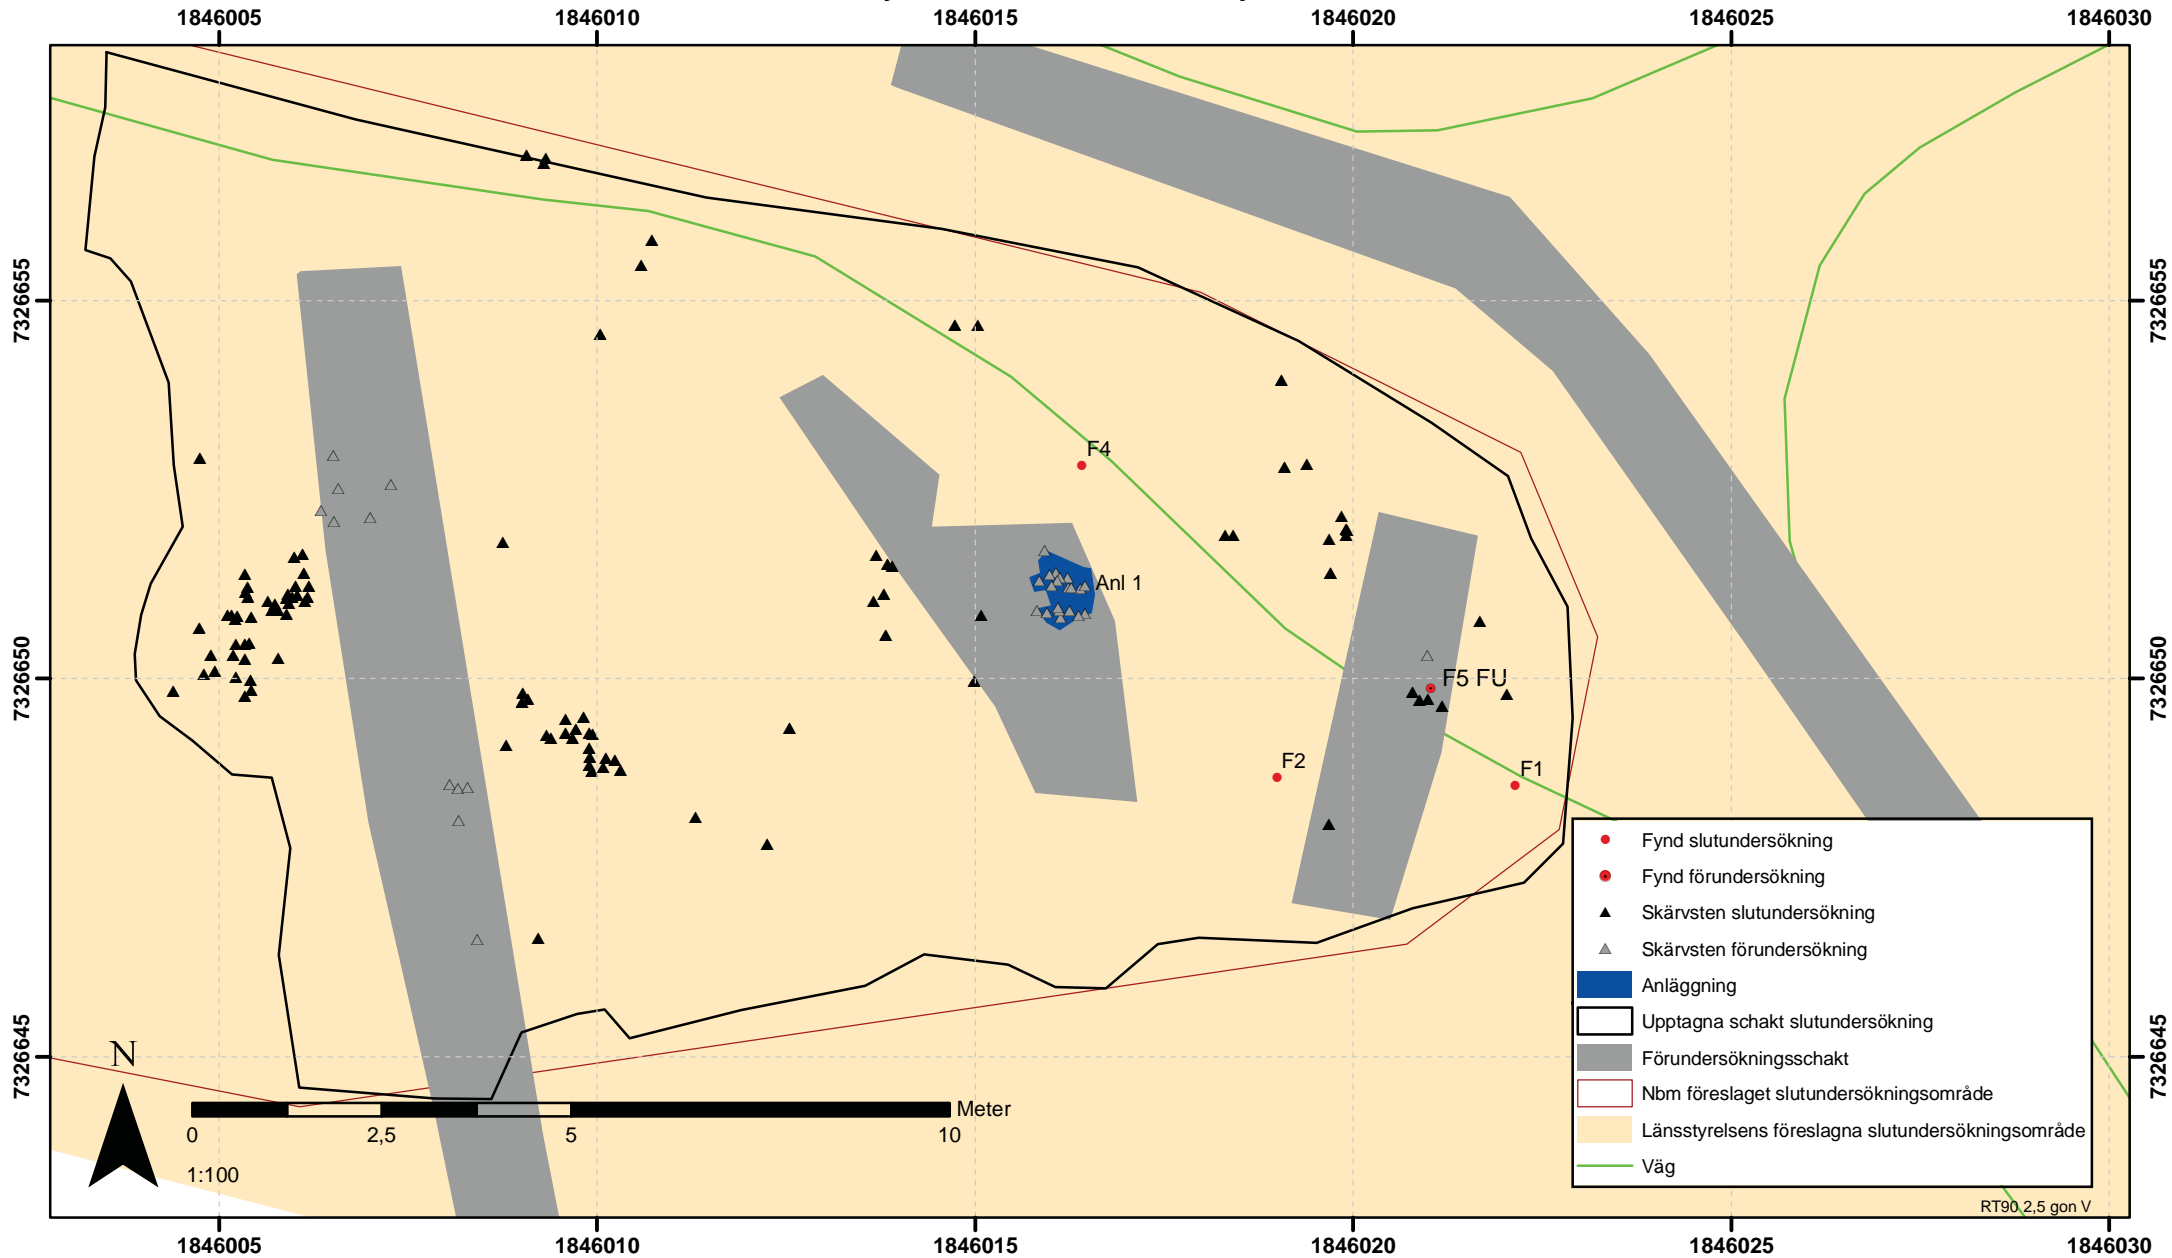 1846005 1846010 1846015 1846020 1846025 1846030
7326655 7326655
F4
Anl 1
7326650 7326650
F5 FU
F2
F1
Fynd slutundersökning
Fynd förundersökning
Skärvsten slutundersökning
Skärvsten förundersökning
Anläggning
Upptagna schakt slutundersökning
Förundersökningsschakt
Nbm föreslaget slutundersökningsområde
Länsstyrelsens föreslagna slutundersökningsområde
Väg
7326645 7326645
N
Meter
0 2,5 5 10
1:100
RT90 2,5 gon V
1846005 1846010 1846015 1846020 1846025 1846030